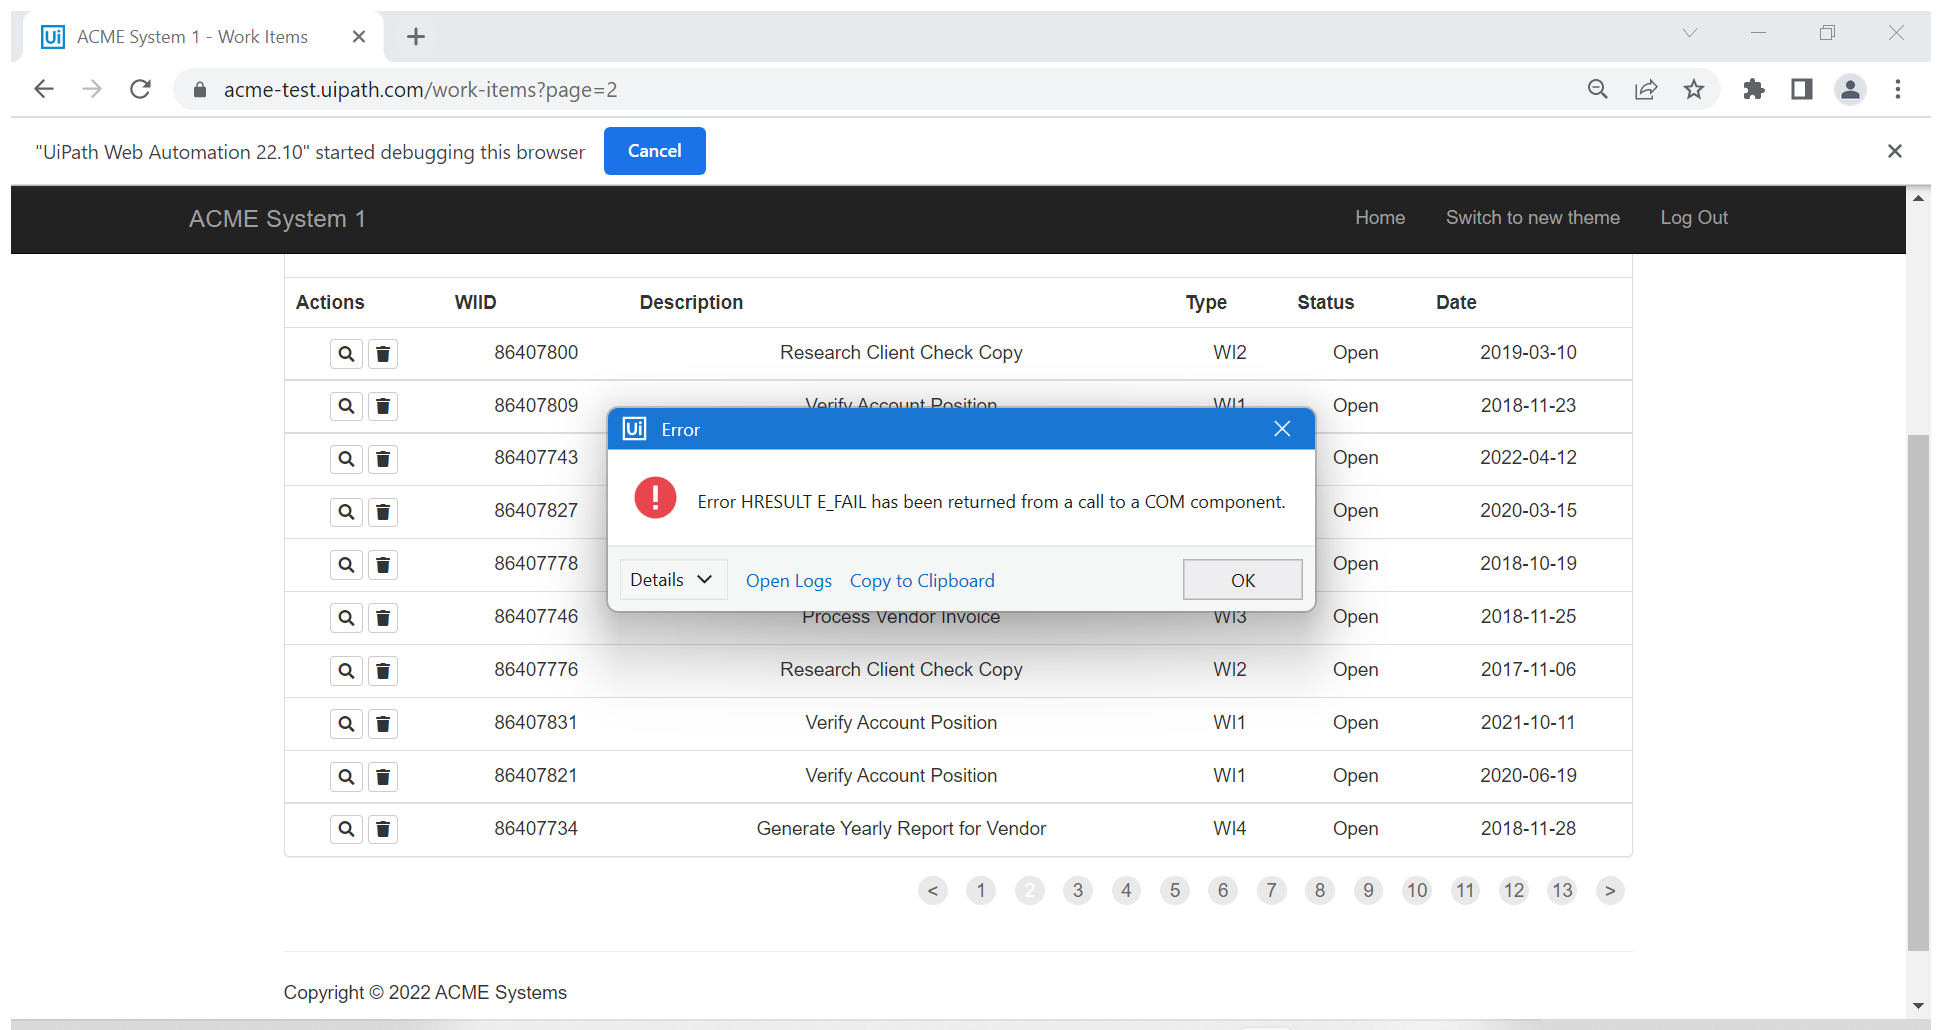 Ui ACME System 1 - Work Items
acme-test.uipath.com/work-items?page=2
"UiPath Web Automation 22.10" started debugging this browser Cancel
ACME System 1 Home Switch to new theme Log Out
Actions WIID Description Type Status Date
86407800 Research Client Check Copy WI2 Open 2019-03-10
86407809 Verify Account Position WI1 Open 2018-11-23
Ui Error
86407743 Open 2022-04-12
Error HRESULT E_FAIL has been returned from a call to a COM component.
86407827 Open 2020-03-15
86407778 Open 2018-10-19
Details Open Logs Copy to Clipboard OK
86407746 Process Vendor Invoice WI3 Open 2018-11-25
86407776 Research Client Check Copy WI2 Open 2017-11-06
86407831 Verify Account Position WI1 Open 2021-10-11
86407821 Verify Account Position WI1 Open 2020-06-19
86407734 Generate Yearly Report for Vendor WI4 Open 2018-11-28
< 1 2 3 4 5 6 7 8 9 10 11 12 13 >
Copyright © 2022 ACME Systems